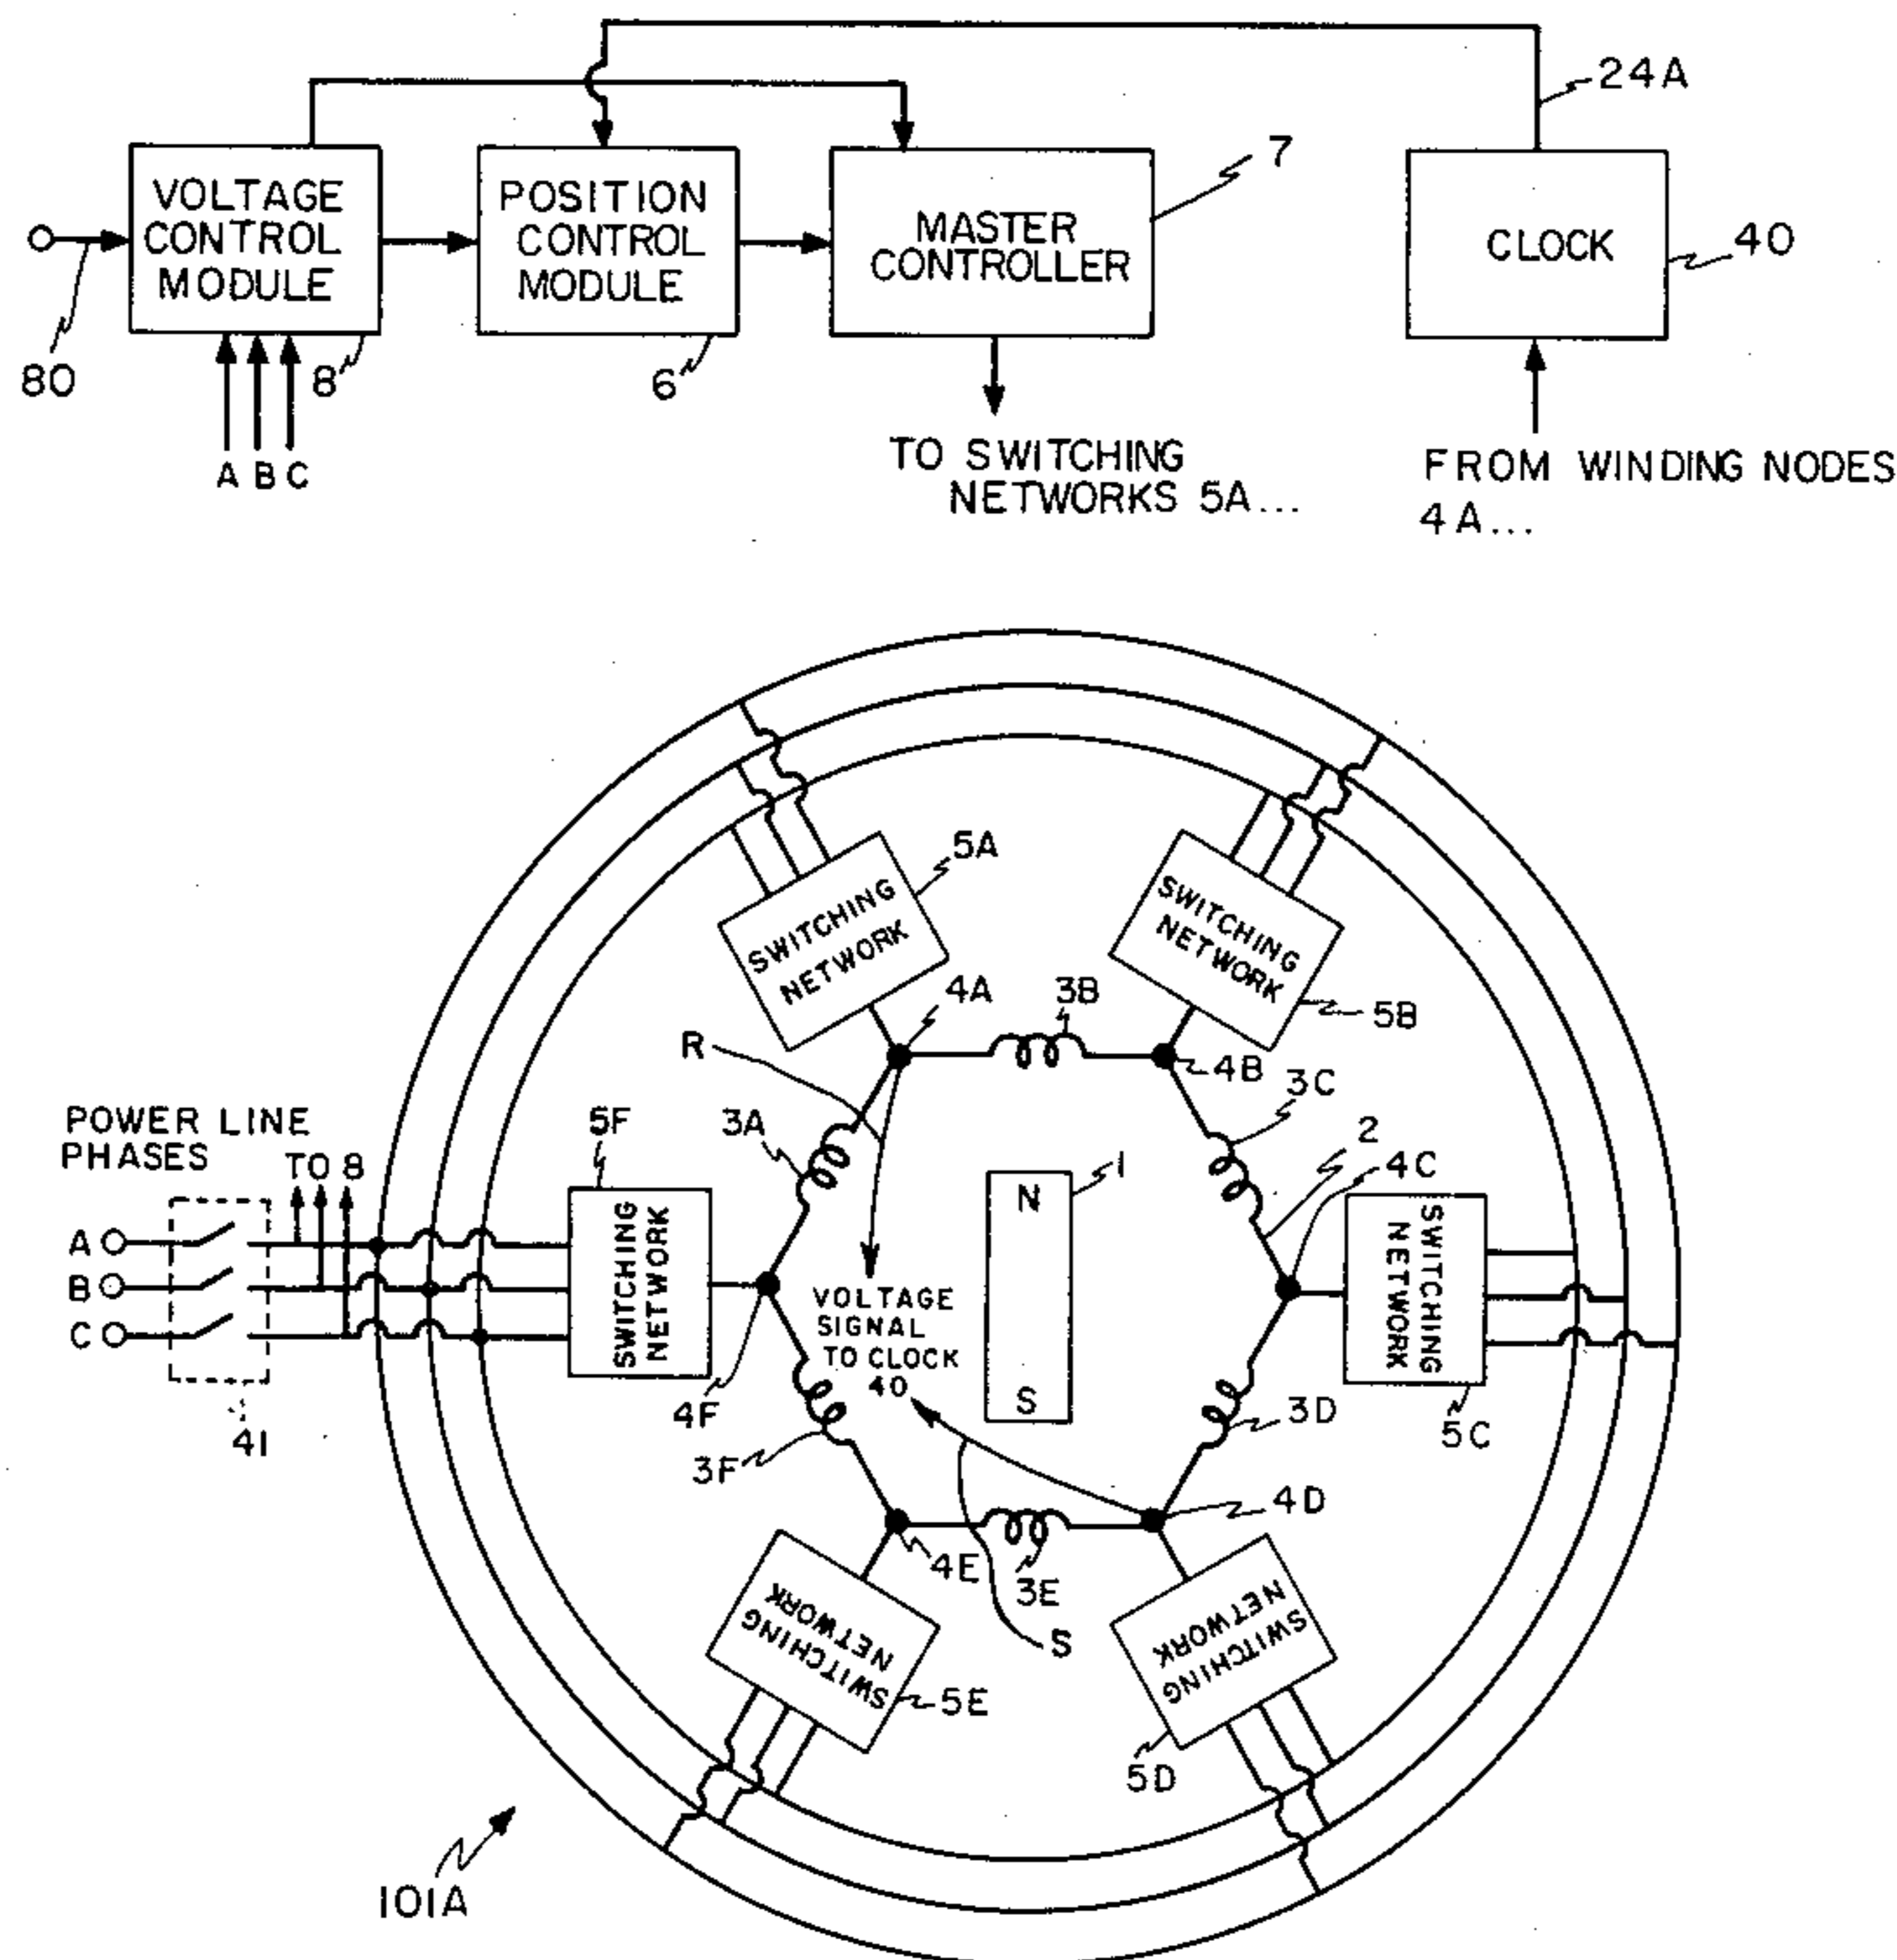 24A
VOLTAGE
CONTROL
MODULE
POSITION
CONTROL
MODULE
MASTER
CONTROLLER
7
CLOCK
40
80
8
6
A B C
TO SWITCHING
NETWORKS 5A...
FROM WINDING NODES
4A...
5A
SWITCHING
NETWORK
SWITCHING
NETWORK
5B
4A
3B
R
4B
3C
POWER LINE
PHASES
TO 8
5F
3A
2
4C
1
N
A
B
C
SWITCHING
NETWORK
VOLTAGE
SIGNAL
TO CLOCK
40
S
SWITCHING
NETWORK
41
4F
3F
3D
5C
4D
4E
3E
S
SWITCHING
NETWORK
5E
SWITCHING
NETWORK
5D
101A